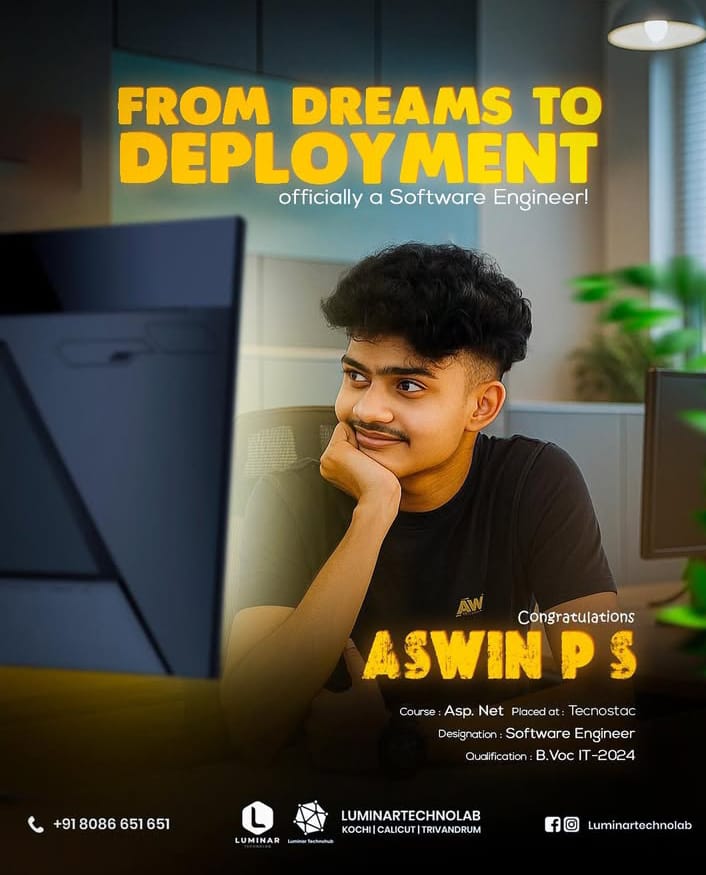 FROM DREAMS TO
DEPLOYMENT
officially a Software Engineer!
AW
Congratulations
ASWIN P S
Course : Asp. Net Placed at : Tecnostac
Designation : Software Engineer
Qualification : B.Voc IT-2024
+91 8086 651 651
LUMINAR
TECHNOLAB
Luminar Technohub
LUMINARTECHNOLAB
KOCHI | CALICUT | TRIVANDRUM
Luminartechnolab